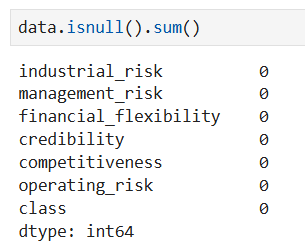 data.isnull().sum()
industrial_risk 0
management_risk 0
financial_flexibility 0
credibility 0
competitiveness 0
operating_risk 0
class 0
dtype: int64